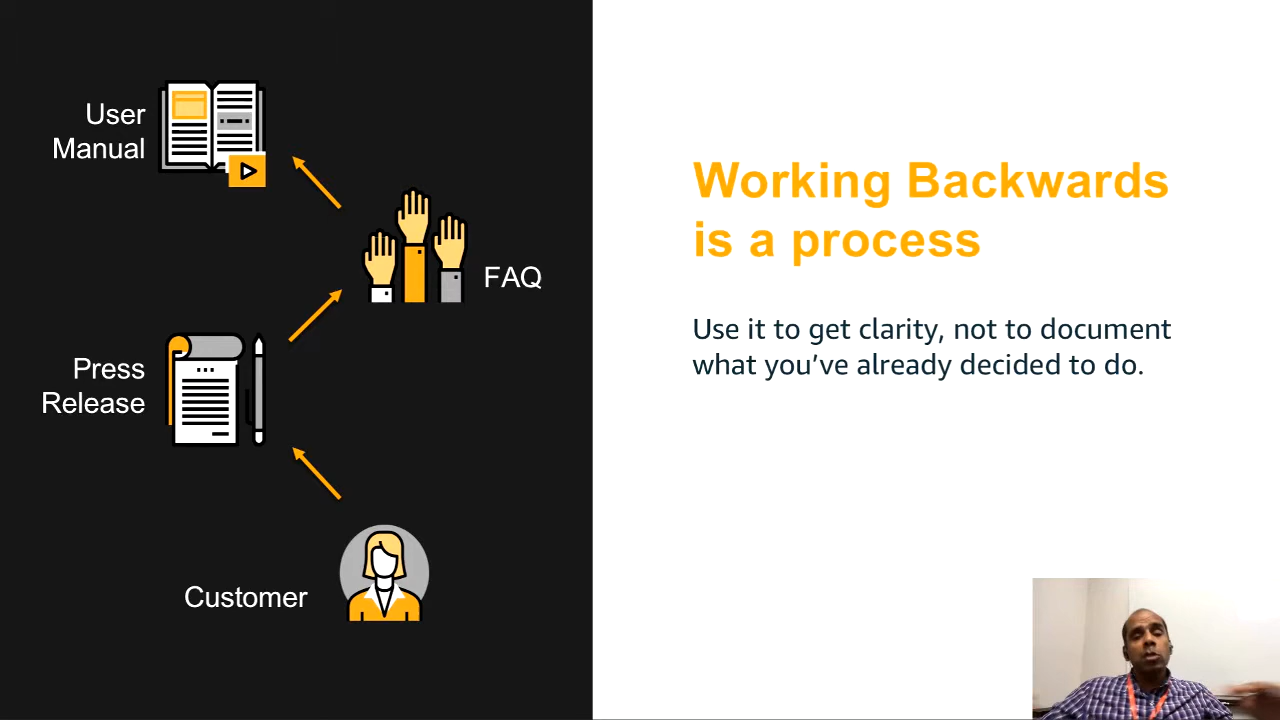 User
Manual
FAQ
Press
Release
Customer
Working Backwards
is a process
Use it to get clarity, not to document
what you’ve already decided to do.